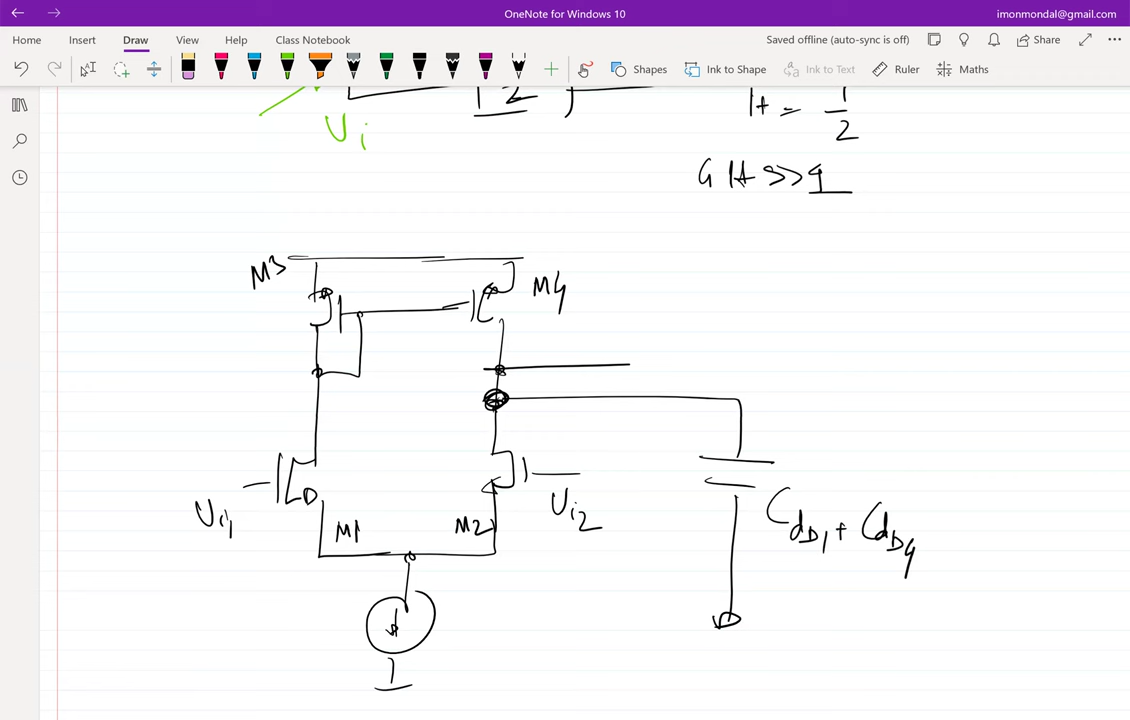 OneNote for Windows 10
imonmondal@gmail.com
Home Insert Draw View Help Class Notebook
Saved offline (auto-sync is off) Share
Shapes Ink to Shape Ink to Text Ruler Maths
V i
1 2
H = 1/2
G H >> 1
M3
M4
Vi1
M1
M2
Vi2
CdD1 + CdD4
I